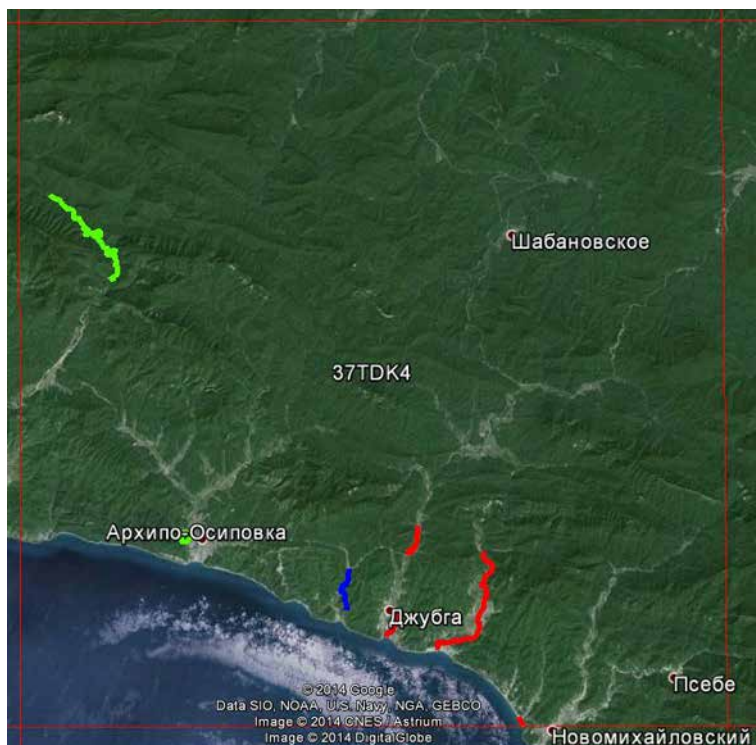 Шабановское
37TDK4
Архипо-Осиповка
Джубга
Псебе
© 2014 Google
Data SIO, NOAA, U.S. Navy, NGA, GEBCO
Image © 2014 CNES / Astrium
Image © 2014 DigitalGlobe
Новомихайловский